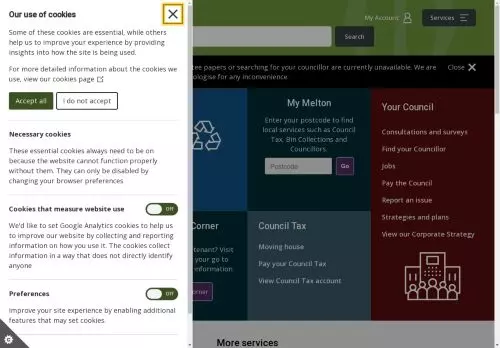 Our use of cookies
Some of these cookies are essential, while others
help us to improve your experience by providing
insights into how the site is being used.
For more detailed information about the cookies we
use, view our cookies page
Accept all
I do not accept
Necessary cookies
These essential cookies always need to be on
because the website cannot function properly
without them. They can only be disabled by
changing your browser preferences
Cookies that measure website use
Off
We'd like to set Google Analytics cookies to help us
to improve our website by collecting and reporting
information on how you use it. The cookies collect
information in a way that does not directly identify
anyone
Preferences
Off
Improve your site experience by enabling additional
features that may set cookies.
My Account
Services
Search
tee papers or searching for your councillor are currently unavailable. We are
ologise for any inconvenience.
Close
My Melton
Enter your postcode to find
local services such as Council
Tax, Bin Collections and
Councillors.
Postcode
Go
Your Council
Consultations and surveys
Find your Councillor
Jobs
Pay the Council
Report an issue
Strategies and plans
View our Corporate Strategy
Corner
tenant? Visit
your go to
information.
orner
Council Tax
Moving house
Pay your Council Tax
View Council Tax account
More services